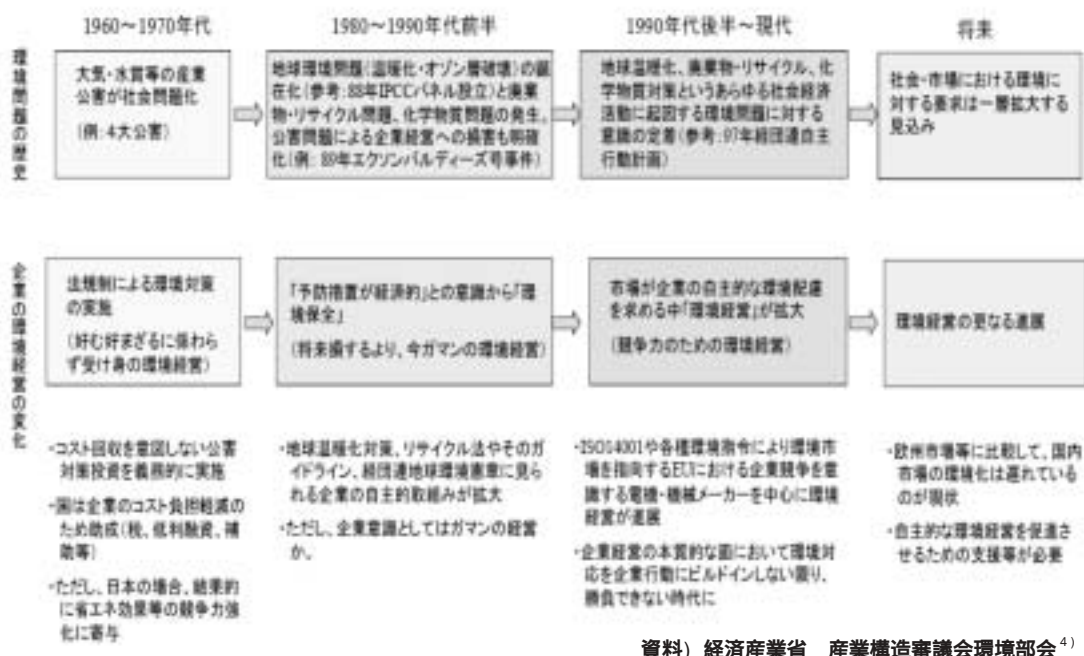 1960～1970年代
1980～1990年代前半
1990年代後半～現代
将来
環境問題の歴史
大気・水質等の産業
公害が社会問題化
(例:4大公害)
地球環境問題(温暖化・オゾン層破壊)の顕
在化(参考:88年IPCCパネル設立)と廃棄
物・リサイクル問題、化学物質問題の発生。
公害問題による企業経営への損害も明確
化(例:89年エクソンバルディーズ号事件)
地球温暖化、廃棄物・リサイクル、化
学物質対策というあらゆる社会経済
活動に起因する環境問題に対する
意識の定着(参考:97年経団連自主
行動計画)
社会・市場における環境に
対する要求は一層拡大する
見込み
企業の環境経営の変化
法規制による環境対策
の実施
(好む好まざるに係わら
ず受け身の環境経営)
「予防措置が経済的」との意識から「環
境保全」
(将来損するより、今ガマンの環境経営)
市場が企業の自主的な環境配慮
を求める中「環境経営」が拡大
(競争力のための環境経営)
環境経営の更なる進展
・コスト回収を意図しない公害
対策投資を義務的に実施
・国は企業のコスト負担軽減の
ため助成(税、低利融資、補
助等)
・ただし、日本の場合、結果的
に省エネ効果等の競争力強
化に寄与
・地球温暖化対策、リサイクル法やそのガ
イドライン、経団連地球環境憲章に見ら
れる企業の自主的取組みが拡大
・ただし、企業意識としてはガマンの経営
か。
・ISO14001や各種環境指令により環境市
場を指向するEUにおける企業競争を意
識する電機・機械メーカーを中心に環境
経営が進展
・企業経営の本質的な面において環境対
応を企業行動にビルドインしない限り、
勝負できない時代に
・欧州市場等に比較して、国内
市場の環境化は遅れている
のが現状
・自主的な環境経営を促進さ
せるための支援等が必要
資料）経済産業省　産業構造審議会環境部会4）